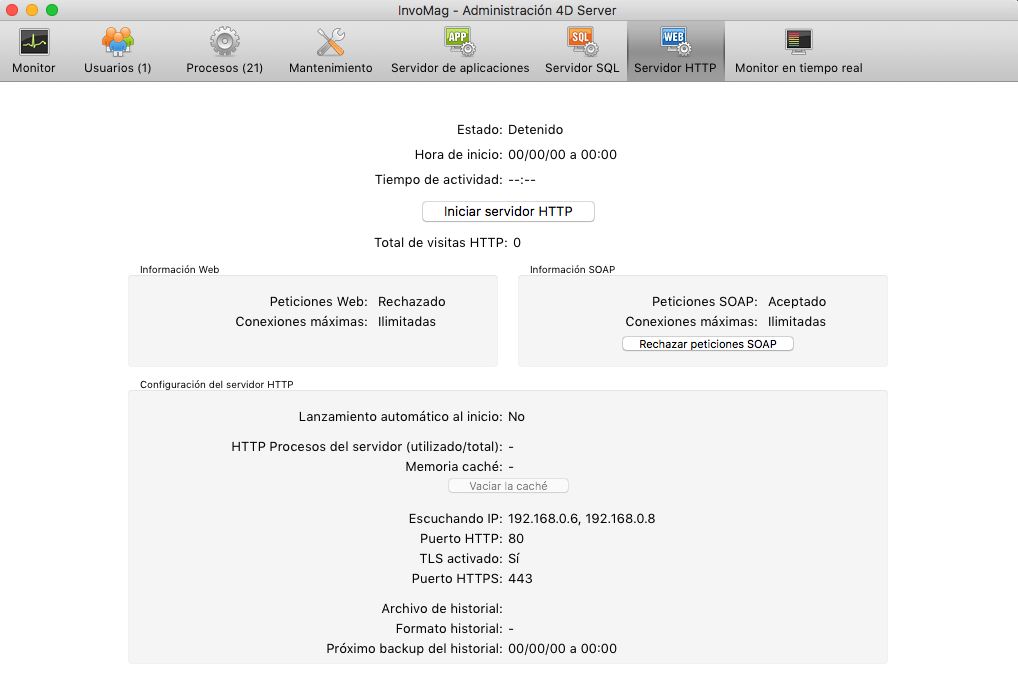 InvoMag - Administración 4D Server
Monitor
Usuarios (1)
Procesos (21)
Mantenimiento
APP
Servidor de aplicaciones
SQL
Servidor SQL
WEB
Servidor HTTP
Monitor en tiempo real
Estado: Detenido
Hora de inicio: 00/00/00 a 00:00
Tiempo de actividad: --:--
Iniciar servidor HTTP
Total de visitas HTTP: 0
Información Web
Peticiones Web: Rechazado
Conexiones máximas: Ilimitadas
Información SOAP
Peticiones SOAP: Aceptado
Conexiones máximas: Ilimitadas
Rechazar peticiones SOAP
Configuración del servidor HTTP
Lanzamiento automático al inicio: No
HTTP Procesos del servidor (utilizado/total): -
Memoria caché: -
Vaciar la caché
Escuchando IP: 192.168.0.6, 192.168.0.8
Puerto HTTP: 80
TLS activado: Sí
Puerto HTTPS: 443
Archivo de historial:
Formato historial: -
Próximo backup del historial: 00/00/00 a 00:00